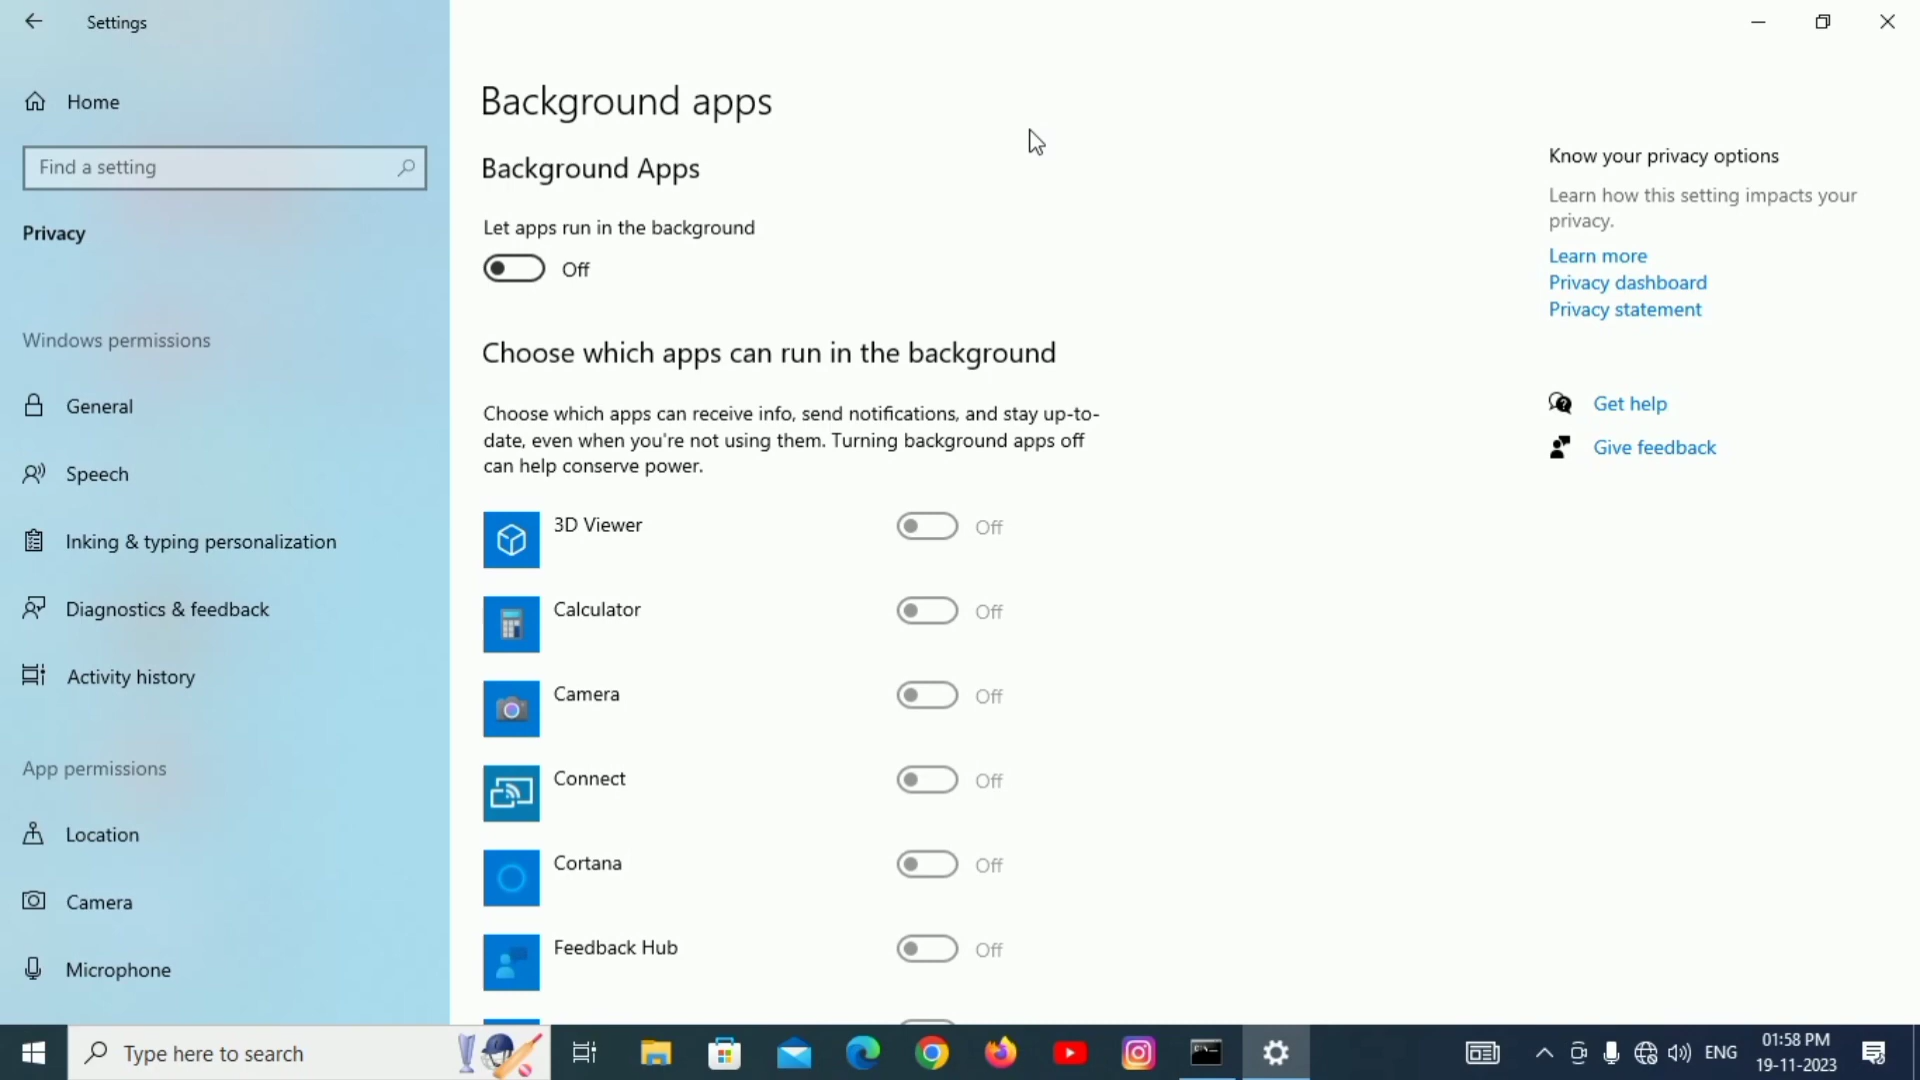 Settings
Home
Find a setting
Privacy
Windows permissions
General
Speech
Inking & typing personalization
Diagnostics & feedback
Activity history
App permissions
Location
Camera
Microphone
Background apps
Background Apps
Let apps run in the background
Off
Choose which apps can run in the background
Choose which apps can receive info, send notifications, and stay up-to-
date, even when you're not using them. Turning background apps off
can help conserve power.
3D Viewer Off
Calculator Off
Camera Off
Connect Off
Cortana Off
Feedback Hub Off
Know your privacy options
Learn how this setting impacts your
privacy.
Learn more
Privacy dashboard
Privacy statement
Get help
Give feedback
Type here to search
ENG
01:58 PM
19-11-2023